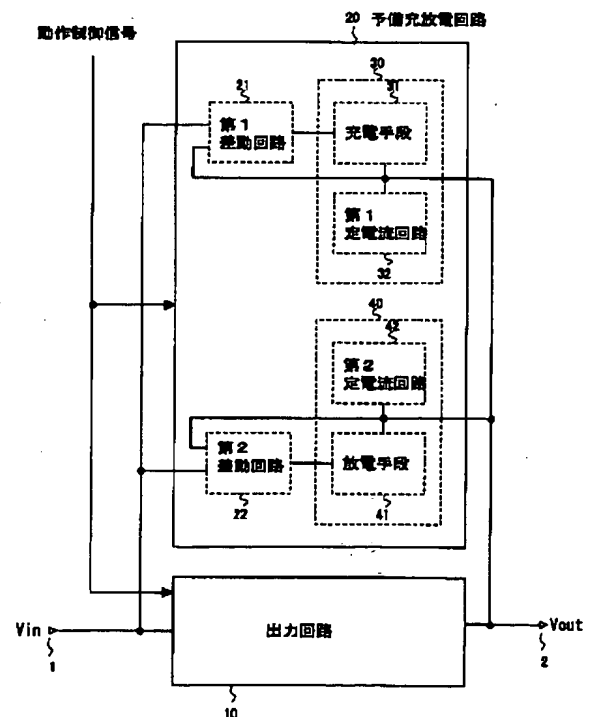 20 予備充放電回路
動作制御信号
30
21
31
第1
差動回路
充電手段
第1
定電流回路
32
40
42
第2
定電流回路
第2
差動回路
放電手段
22
41
Vin
出力回路
Vout
1
2
10